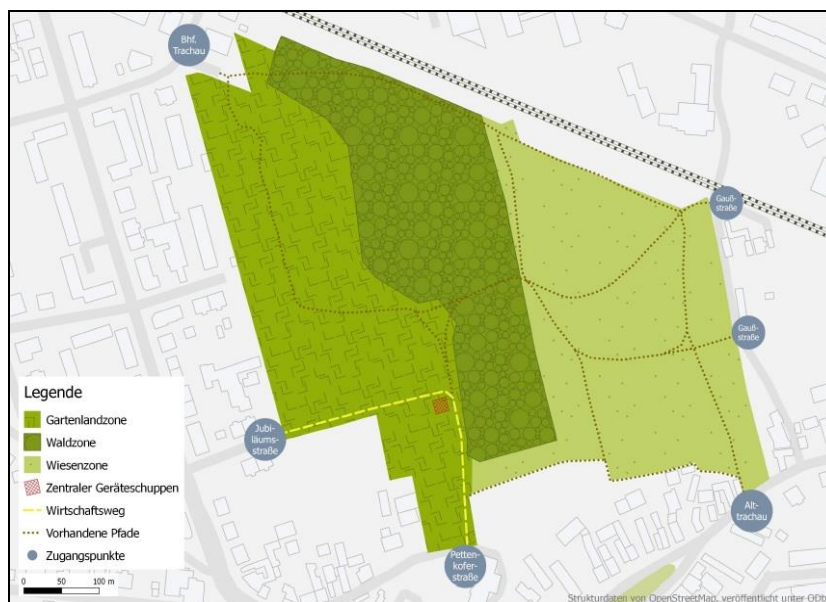 Bhf.
Trachau
Gauß-
straße
Gauß-
straße
Legende
Gartenlandzone
Waldzone
Wiesenzone
Zentraler Geräteschuppen
Wirtschaftsweg
Vorhandene Pfade
Zugangspunkte
0 50 100 m
Jubi-
läums-
straße
Petten-
kofer-
straße
Alt-
trachau
Strukturdaten von OpenStreetMap, veröffentlicht unter ODb